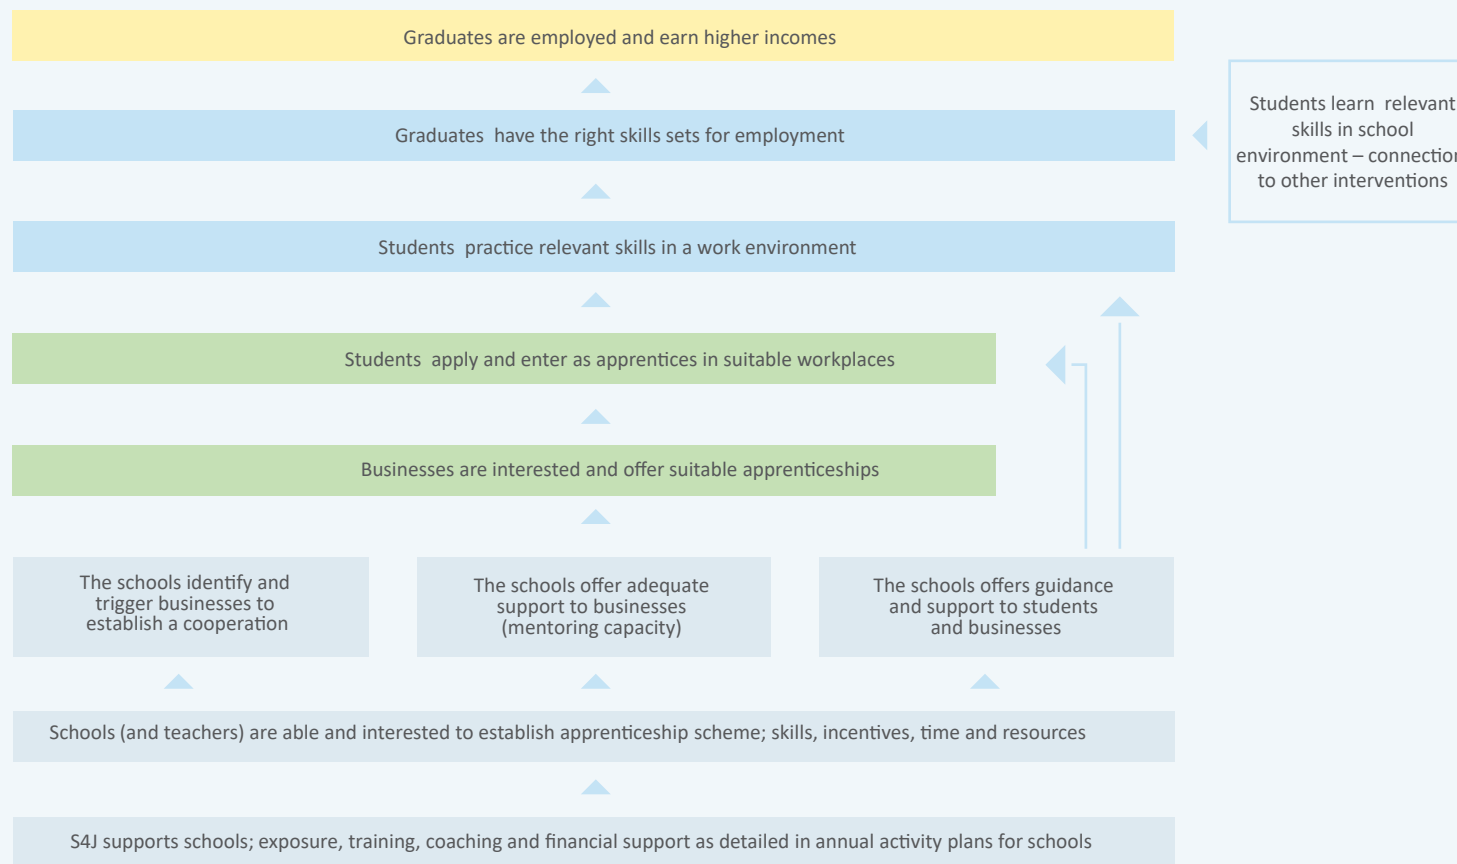 Graduates are employed and earn higher incomes
Graduates have the right skills sets for employment
Students learn relevant
skills in school
environment – connection
to other interventions
Students practice relevant skills in a work environment
Students apply and enter as apprentices in suitable workplaces
Businesses are interested and offer suitable apprenticeships
The schools identify and
trigger businesses to
establish a cooperation
The schools offer adequate
support to businesses
(mentoring capacity)
The schools offers guidance
and support to students
and businesses
Schools (and teachers) are able and interested to establish apprenticeship scheme; skills, incentives, time and resources
S4J supports schools; exposure, training, coaching and financial support as detailed in annual activity plans for schools